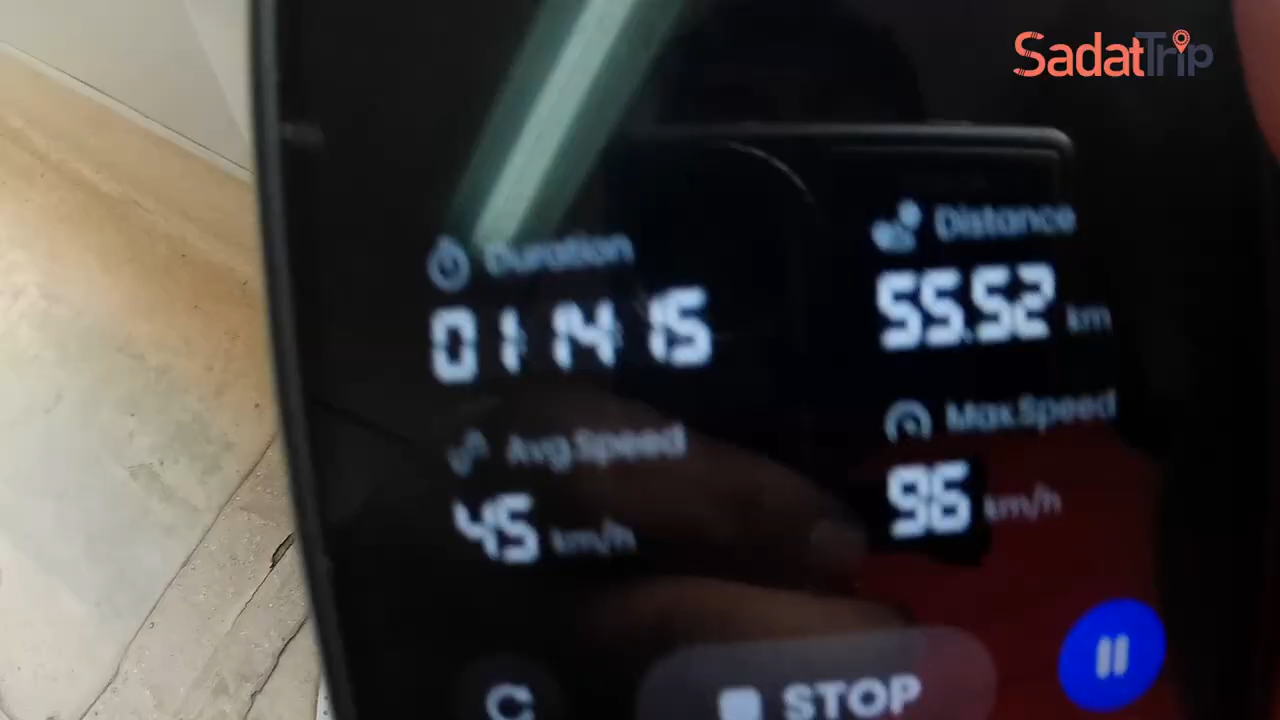 SadatTrip
Duration
01 14 15
Distance
55.52 km
Avg.Speed
45 km/h
Max.Speed
96 km/h
STOP